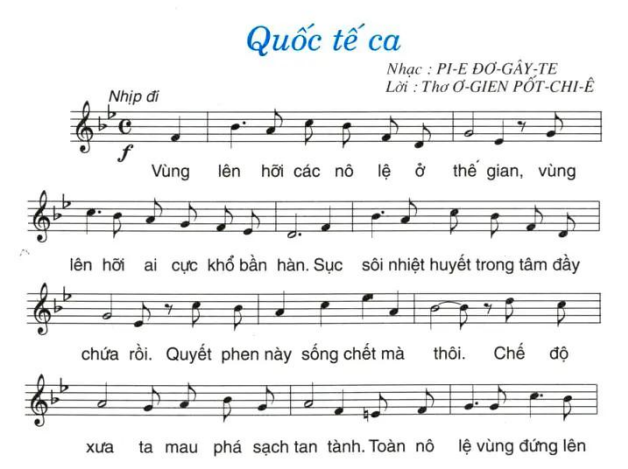 Quốc tế ca
Nhạc : PI-E ĐƠ-GÂY-TE
Lời : Thơ Ơ-GIEN PỐT-CHI-Ê
Nhịp đi
f
Vùng lên hỡi các nô lệ ở thế gian, vùng
lên hỡi ai cực khổ bần hàn. Sục sôi nhiệt huyết trong tâm đầy
chứa rồi. Quyết phen này sống chết mà thôi. Chế độ
xưa ta mau phá sạch tan tành. Toàn nô lệ vùng đứng lên